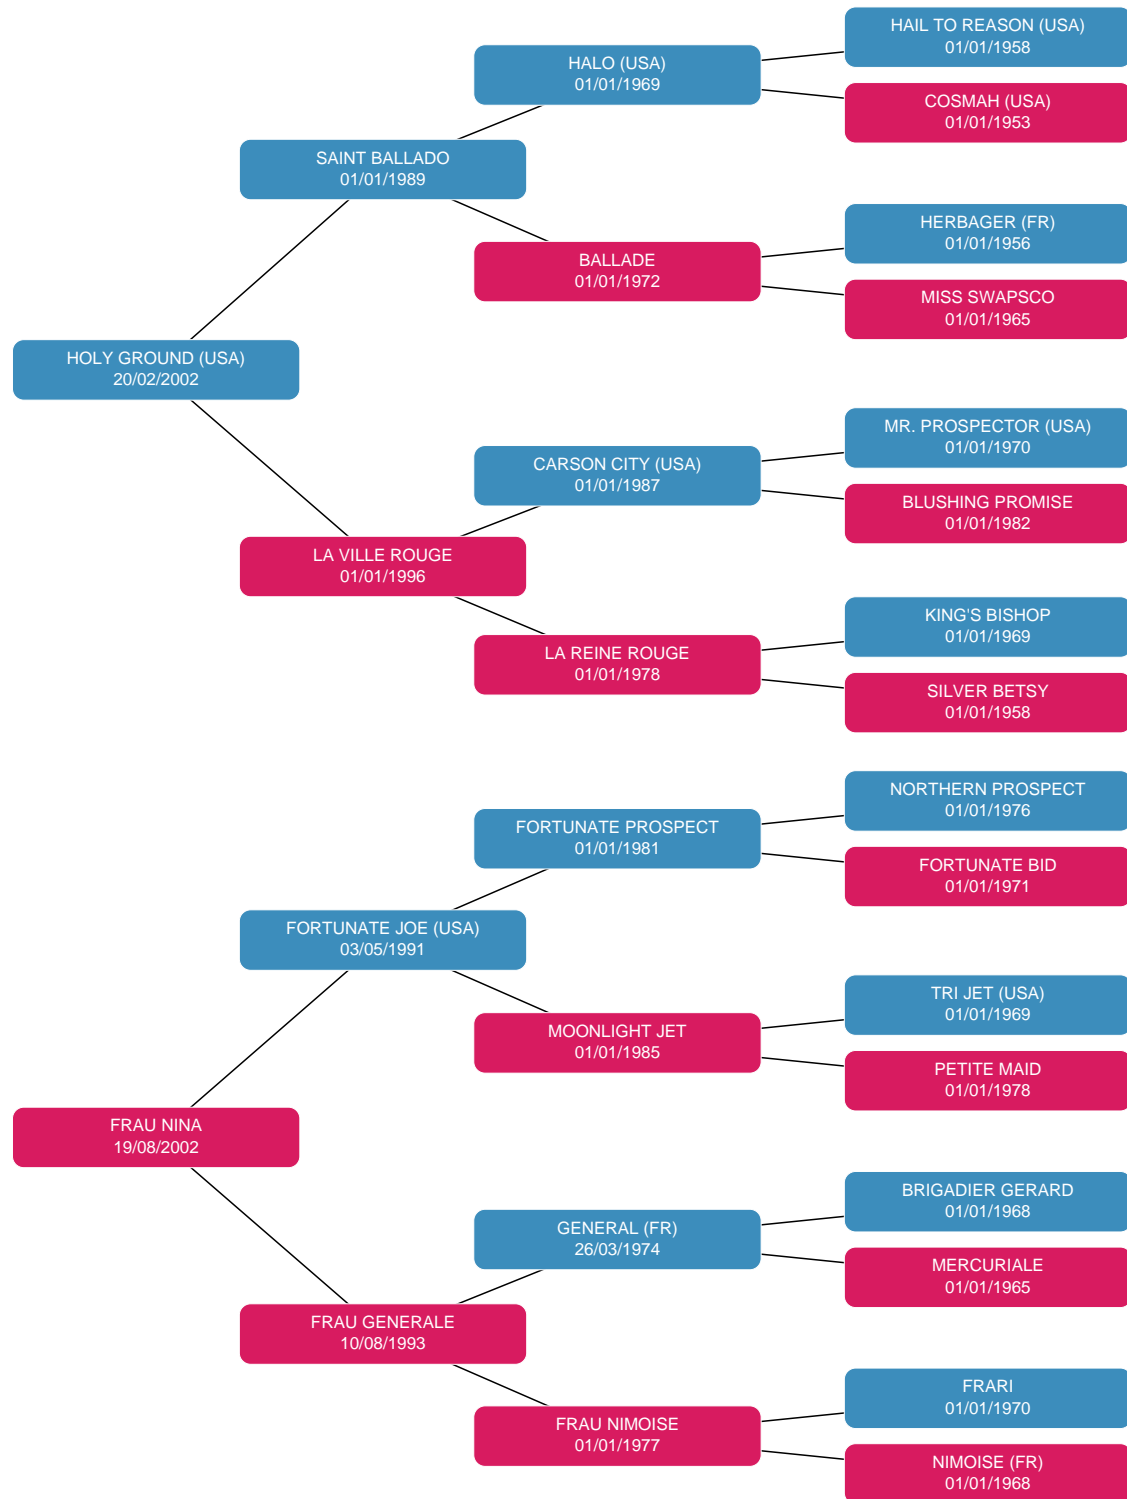 HAIL TO REASON (USA)
01/01/1958
HALO (USA)
01/01/1969
COSMAH (USA)
01/01/1953
SAINT BALLADO
01/01/1989
HERBAGER (FR)
01/01/1956
BALLADE
01/01/1972
MISS SWAPSCO
01/01/1965
HOLY GROUND (USA)
20/02/2002
MR. PROSPECTOR (USA)
01/01/1970
CARSON CITY (USA)
01/01/1987
BLUSHING PROMISE
01/01/1982
LA VILLE ROUGE
01/01/1996
KING'S BISHOP
01/01/1969
LA REINE ROUGE
01/01/1978
SILVER BETSY
01/01/1958
NORTHERN PROSPECT
01/01/1976
FORTUNATE PROSPECT
01/01/1981
FORTUNATE BID
01/01/1971
FORTUNATE JOE (USA)
03/05/1991
TRI JET (USA)
01/01/1969
MOONLIGHT JET
01/01/1985
PETITE MAID
01/01/1978
FRAU NINA
19/08/2002
BRIGADIER GERARD
01/01/1968
GENERAL (FR)
26/03/1974
MERCURIALE
01/01/1965
FRAU GENERALE
10/08/1993
FRARI
01/01/1970
FRAU NIMOISE
01/01/1977
NIMOISE (FR)
01/01/1968